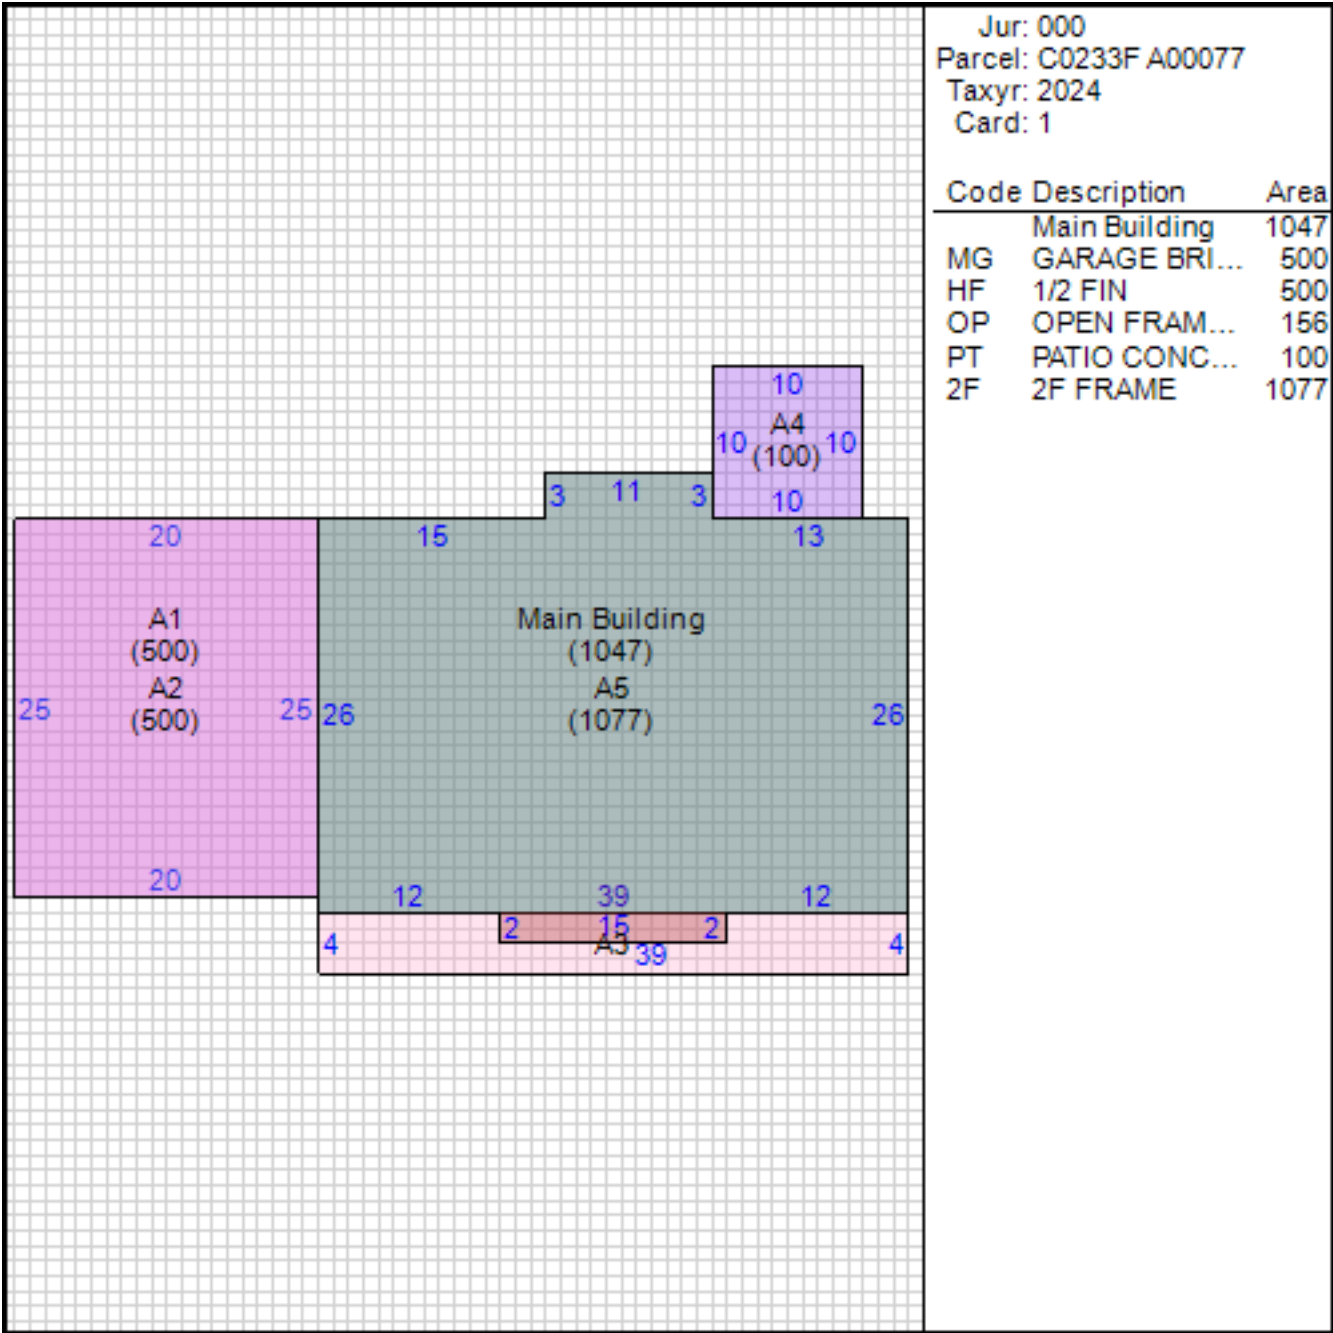 Jur: 000
Parcel: C0233F A00077
Taxyr: 2024
Card: 1
Code Description Area
Main Building 1047
MG GARAGE BRI... 500
HF 1/2 FIN 500
OP OPEN FRAM... 156
PT PATIO CONC... 100
2F 2F FRAME 1077
10
A4
10 (100) 10
10
3 11 3
20 15 13
A1 Main Building
(500) (1047)
A2 A5
25 (500) 25 26 (1077) 26
20
12 39 12
2 15 2
4 A3 39 4